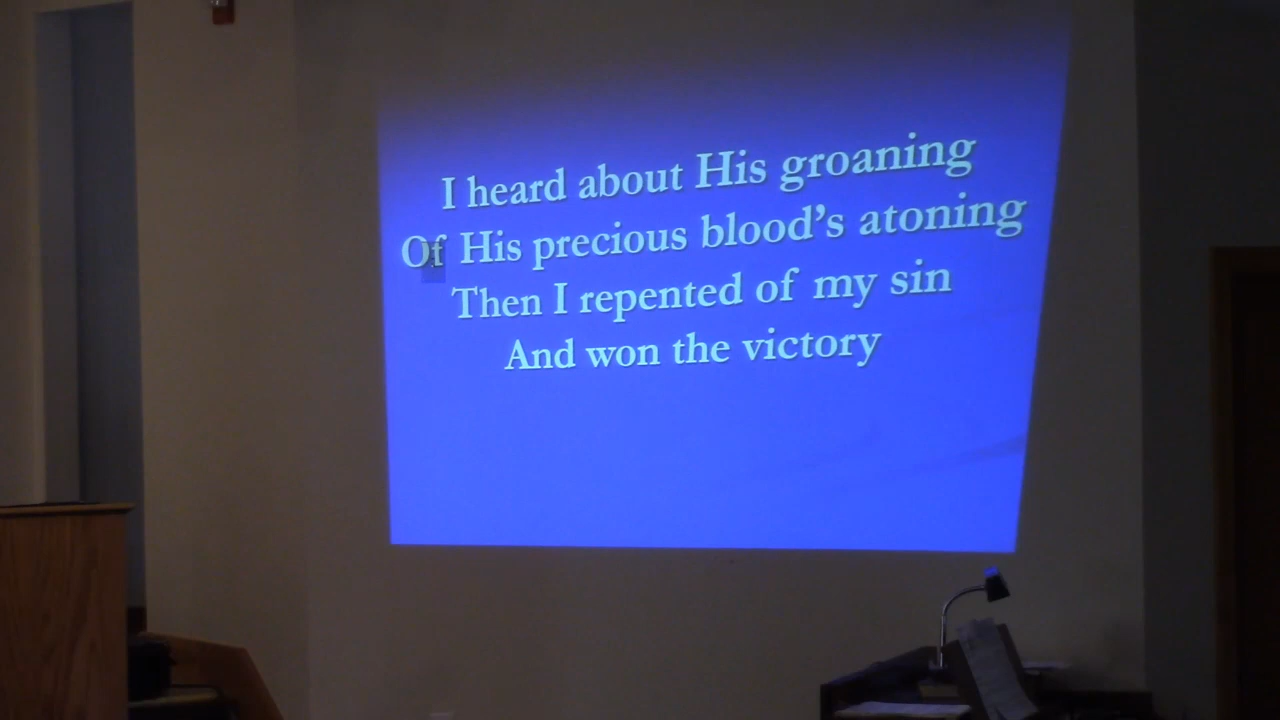 I heard about His groaning
Of His precious blood’s atoning
Then I repented of my sin
And won the victory